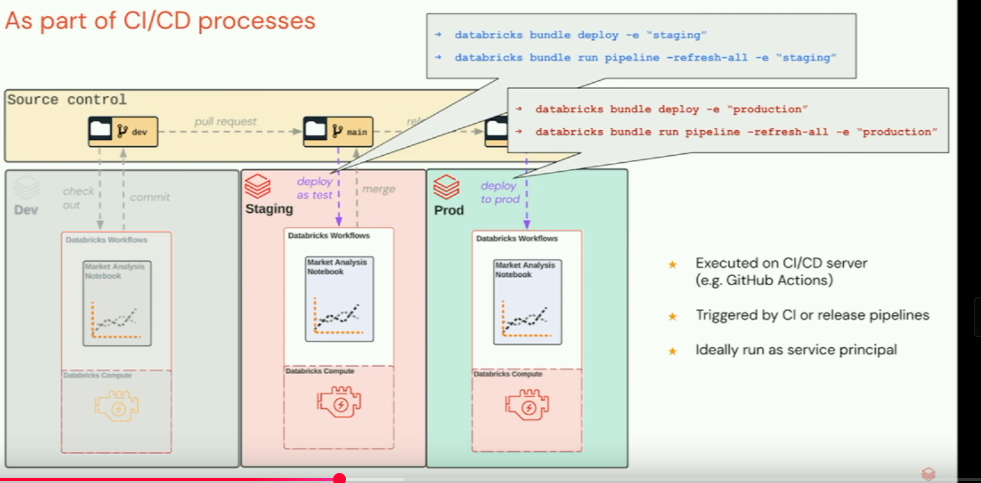 As part of CI/CD processes
→ databricks bundle deploy -e “staging”
→ databricks bundle run pipeline -refresh-all -e “staging”
→ databricks bundle deploy -e “production”
→ databricks bundle run pipeline -refresh-all -e “production”
Source control
dev
pull request
main
check
out
commit
Dev
deploy
as test
merge
Staging
deploy
to prod
Prod
Databricks Workflows
Market Analysis
Notebook
Databricks Compute
Databricks Workflows
Market Analysis
Notebook
Databricks Compute
Databricks Workflows
Market Analysis
Notebook
Databricks Compute
★ Executed on CI/CD server
(e.g. GitHub Actions)
★ Triggered by CI or release pipelines
★ Ideally run as service principal